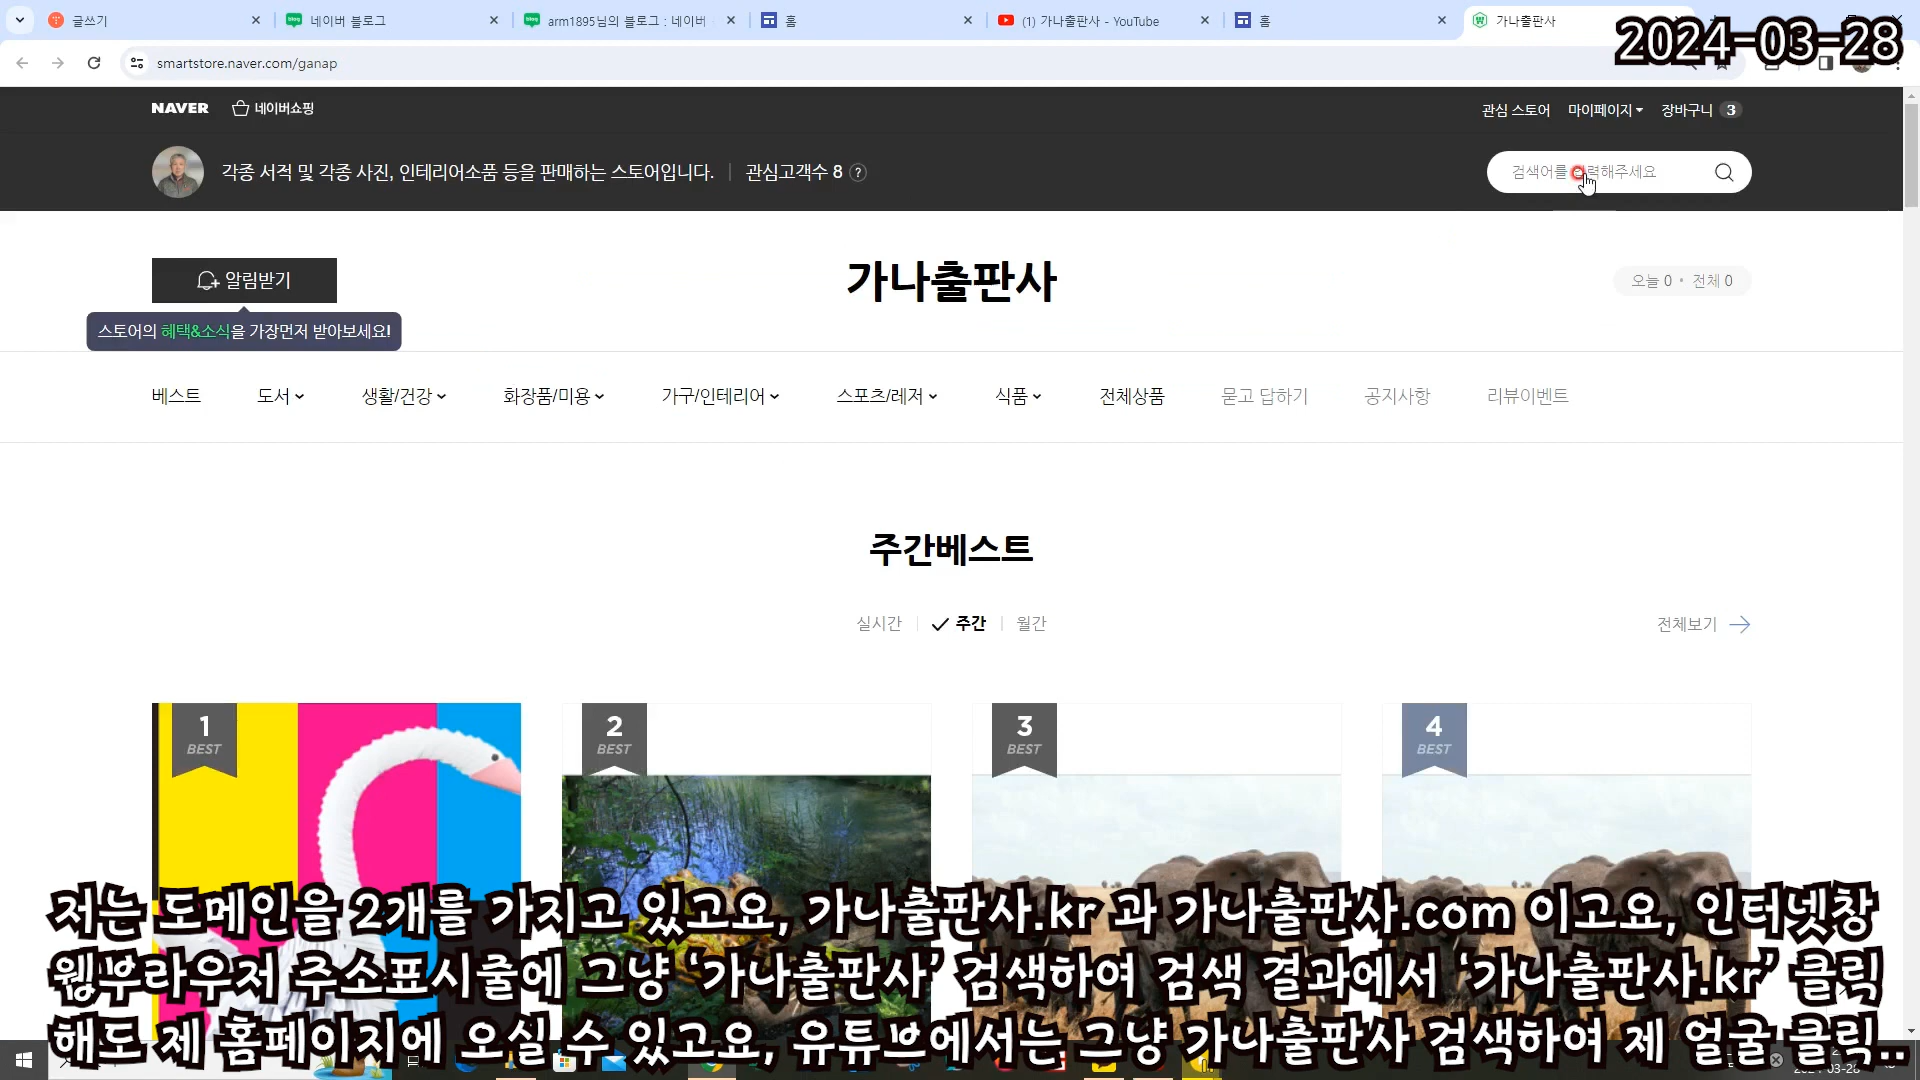 글쓰기
네이버 블로그
arm1895님의 블로그 : 네이버
홈
(1) 가나출판사 - YouTube
홈
가나출판사
2024-03-28
smartstore.naver.com/ganap
NAVER 네이버쇼핑
관심 스토어 마이페이지 장바구니 3
각종 서적 및 각종 사진, 인테리어소품 등을 판매하는 스토어입니다. | 관심고객수 8 ?
검색어를 입력해주세요
알림받기
가나출판사
오늘 0 • 전체 0
스토어의 혜택&소식을 가장먼저 받아보세요!
베스트 도서 생활/건강 화장품/미용 가구/인테리어 스포츠/레저 식품 전체상품 묻고 답하기 공지사항 리뷰이벤트
주간베스트
실시간 | 주간 | 월간
전체보기
1 BEST
2 BEST
3 BEST
4 BEST
저는 도메인을 2개를 가지고 있고요, 가나출판사.kr 과 가나출판사.com 이고요, 인터넷창
웹부라우저 주소표시줄에 그냥 ‘가나출판사’ 검색하여 검색 결과에서 ‘가나출판사.kr’ 클릭
해도 제 홈페이지에 오실 수 있고요, 유튜브에서는 그냥 가나출판사 검색하여 제 얼굴 클릭..